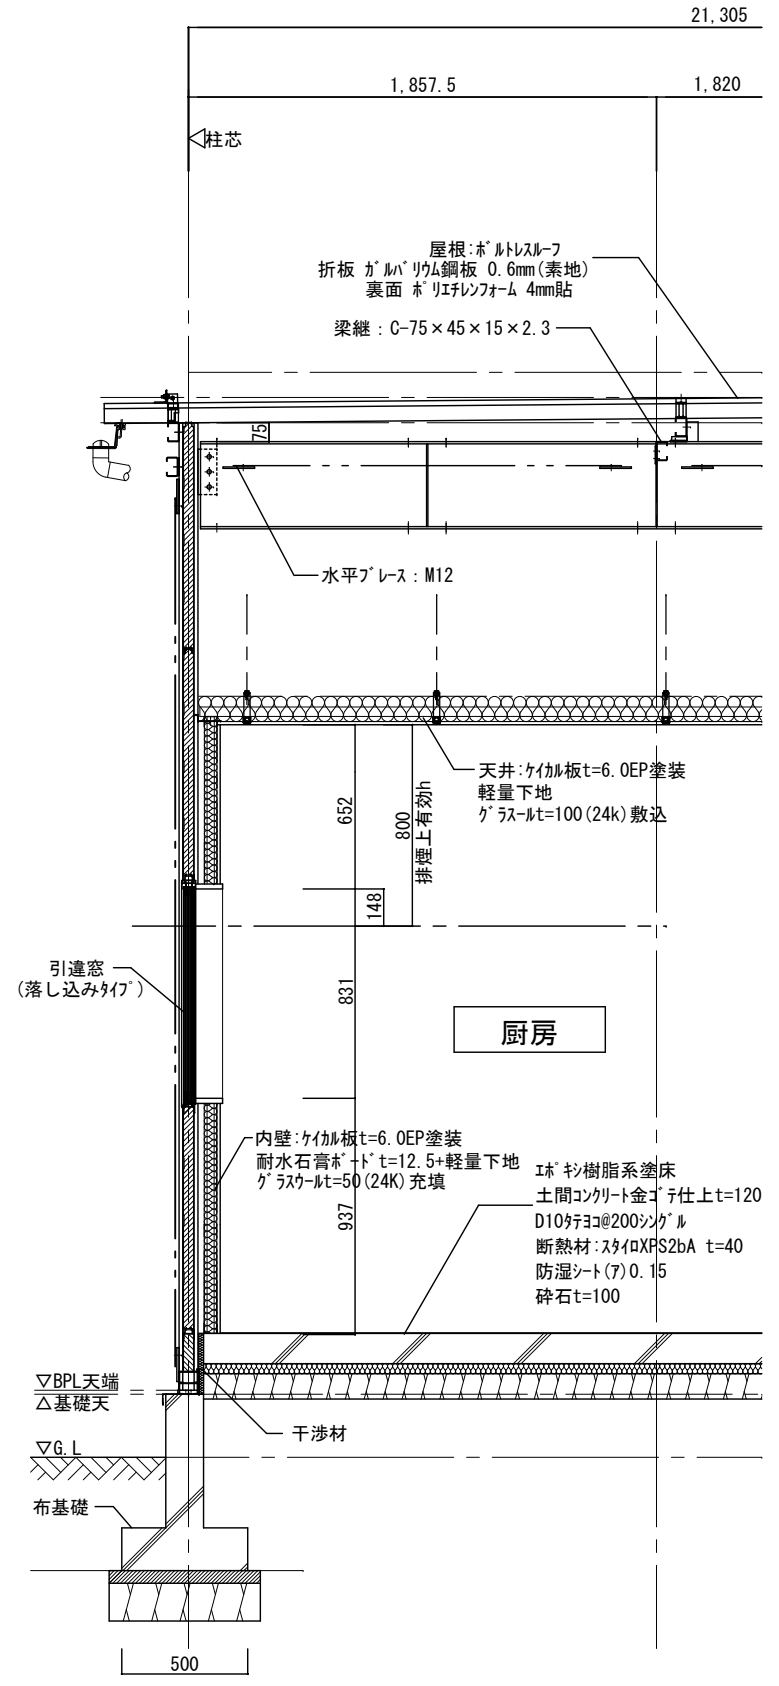 21,305
1,857.5
1,820
柱芯
屋根:ﾎﾞﾙﾄﾚｽﾙｰﾌ
折板 ｶﾞﾙﾊﾞﾘｳﾑ鋼板 0.6mm(素地)
裏面 ﾎﾟﾘｴﾁﾚﾝﾌｫｰﾑ 4mm貼
梁継：C-75×45×15×2.3
75
水平ﾌﾞﾚｰｽ：M12
天井:ｹｲｶﾙ板t=6.0EP塗装
軽量下地
ｸﾞﾗｽｰﾙt=100(24k)敷込
652
800
排煙上有効h
148
引違窓
(落し込みﾀｲﾌﾟ)
831
厨房
内壁:ｹｲｶﾙ板t=6.0EP塗装
耐水石膏ﾎﾞｰﾄﾞt=12.5+軽量下地
ｸﾞﾗｽｳｰﾙt=50(24K)充填
937
ｴﾎﾟｷｼ樹脂系塗床
土間ｺﾝｸﾘｰﾄ金ｺﾞﾃ仕上t=120
D10ﾀﾃﾖｺ@200ｼﾝｸﾞﾙ
断熱材:ｽﾀｲﾛXPS2bA t=40
防湿ｼｰﾄ(ｱ)0.15
砕石t=100
▽BPL天端
△基礎天
干渉材
▽G.L
布基礎
500